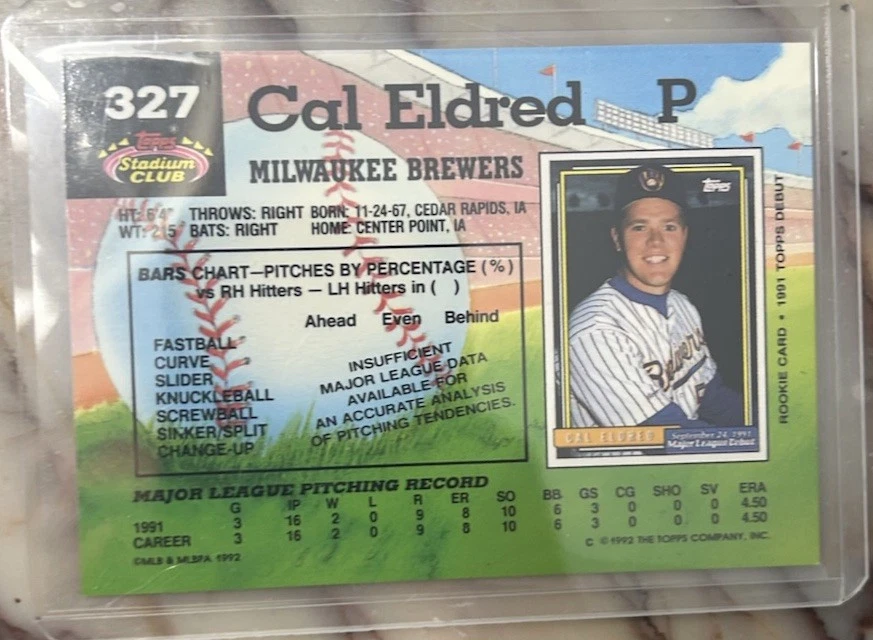 327
Topps
Stadium
CLUB
Cal Eldred P
MILWAUKEE BREWERS
HT: 6'4" THROWS: RIGHT BORN: 11-24-67, CEDAR RAPIDS, IA
WT: 215 BATS: RIGHT HOME: CENTER POINT, IA
BARS CHART—PITCHES BY PERCENTAGE (%)
vs RH Hitters — LH Hitters in ( )
Ahead Even Behind
FASTBALL
CURVE
SLIDER
KNUCKLEBALL
SCREWBALL
SINKER/SPLIT
CHANGE-UP
INSUFFICIENT
MAJOR LEAGUE DATA
AVAILABLE FOR
AN ACCURATE ANALYSIS
OF PITCHING TENDENCIES.
Topps
Brewers
CAL ELDRED
September 24, 1991
Major League Debut
ROOKIE CARD • 1991 TOPPS DEBUT
MAJOR LEAGUE PITCHING RECORD
G IP W L R ER SO BB GS CG SHO SV ERA
1991 3 16 2 0 9 8 10 6 3 0 0 0 4.50
CAREER 3 16 2 0 9 8 10 6 3 0 0 0 4.50
©MLB & MLBPA 1992
C ©1992 THE TOPPS COMPANY, INC.